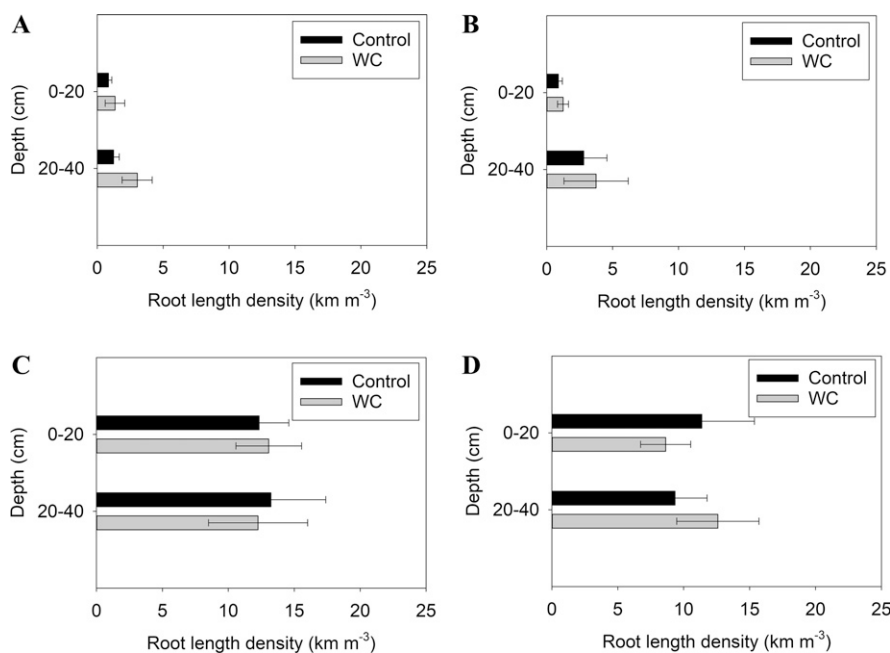 A
Control
WC
Depth (cm)
0-20
20-40
0 5 10 15 20 25
Root length density (km m⁻³)
B
Control
WC
Depth (cm)
0-20
20-40
0 5 10 15 20 25
Root length density (km m⁻³)
C
Control
WC
Depth (cm)
0-20
20-40
0 5 10 15 20 25
Root length density (km m⁻³)
D
Control
WC
Depth (cm)
0-20
20-40
0 5 10 15 20 25
Root length density (km m⁻³)